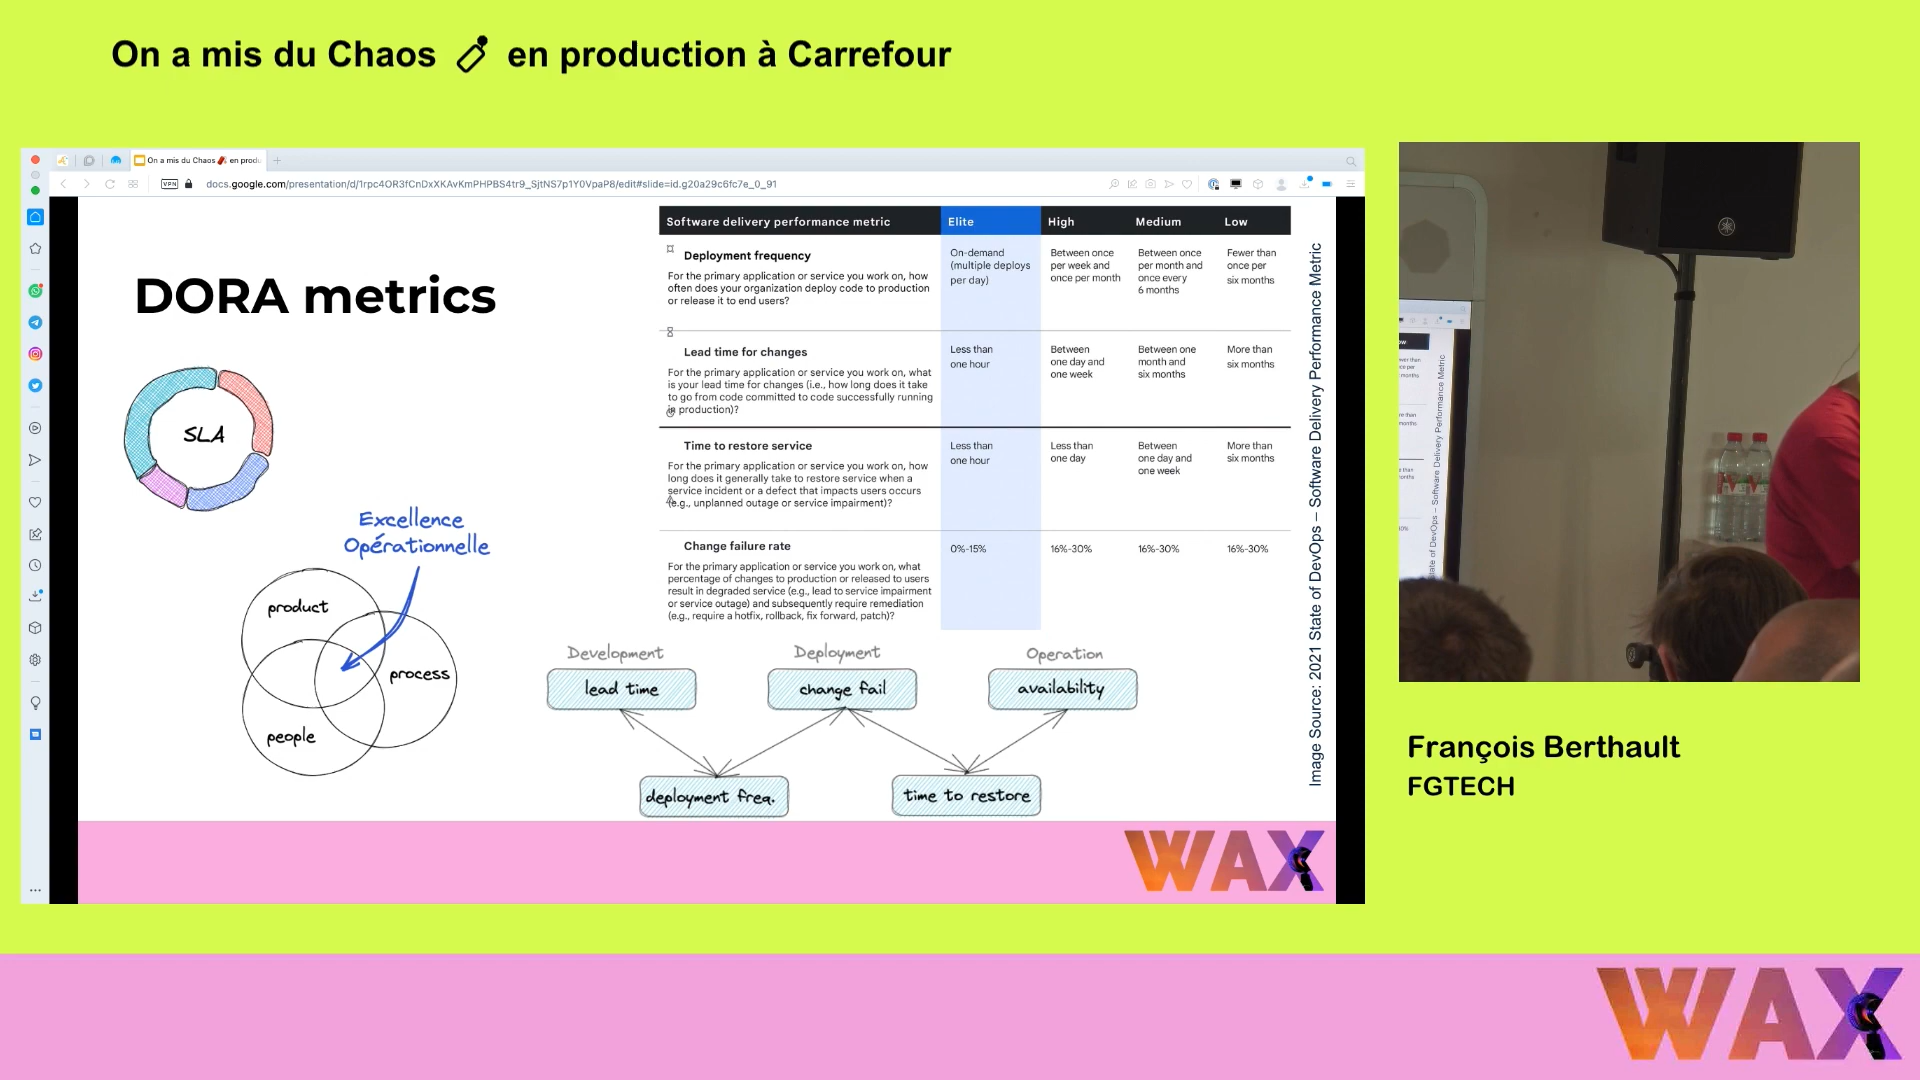 On a mis du Chaos en production à Carrefour
On a mis du Chaos en produ
VPN
docs.google.com/presentation/d/1rpc4OR3fCnDxXKAvKmPHPBS4tr9_SjtNS7p1Y0VpaP8/edit#slide=id.g20a29c6fc7e_0_91
DORA metrics
SLA
Excellence
Opérationnelle
product
process
people
Software delivery performance metric Elite High Medium Low
Deployment frequency
For the primary application or service you work on, how
often does your organization deploy code to production
or release it to end users?
On-demand
(multiple deploys
per day)
Between once
per week and
once per month
Between once
per month and
once every
6 months
Fewer than
once per
six months
Lead time for changes
For the primary application or service you work on, what
is your lead time for changes (i.e., how long does it take
to go from code committed to code successfully running
in production)?
Less than
one hour
Between
one day and
one week
Between one
month and
six months
More than
six months
Time to restore service
For the primary application or service you work on, how
long does it generally take to restore service when a
service incident or a defect that impacts users occurs
(e.g., unplanned outage or service impairment)?
Less than
one hour
Less than
one day
Between
one day and
one week
More than
six months
Change failure rate
For the primary application or service you work on, what
percentage of changes to production or released to users
result in degraded service (e.g., lead to service impairment
or service outage) and subsequently require remediation
(e.g., require a hotfix, rollback, fix forward, patch)?
0%-15%
16%-30%
16%-30%
16%-30%
Image Source: 2021 State of DevOps – Software Delivery Performance Metric
Development Deployment Operation
lead time change fail availability
deployment freq. time to restore
WAX
François Berthault
FGTECH
WAX